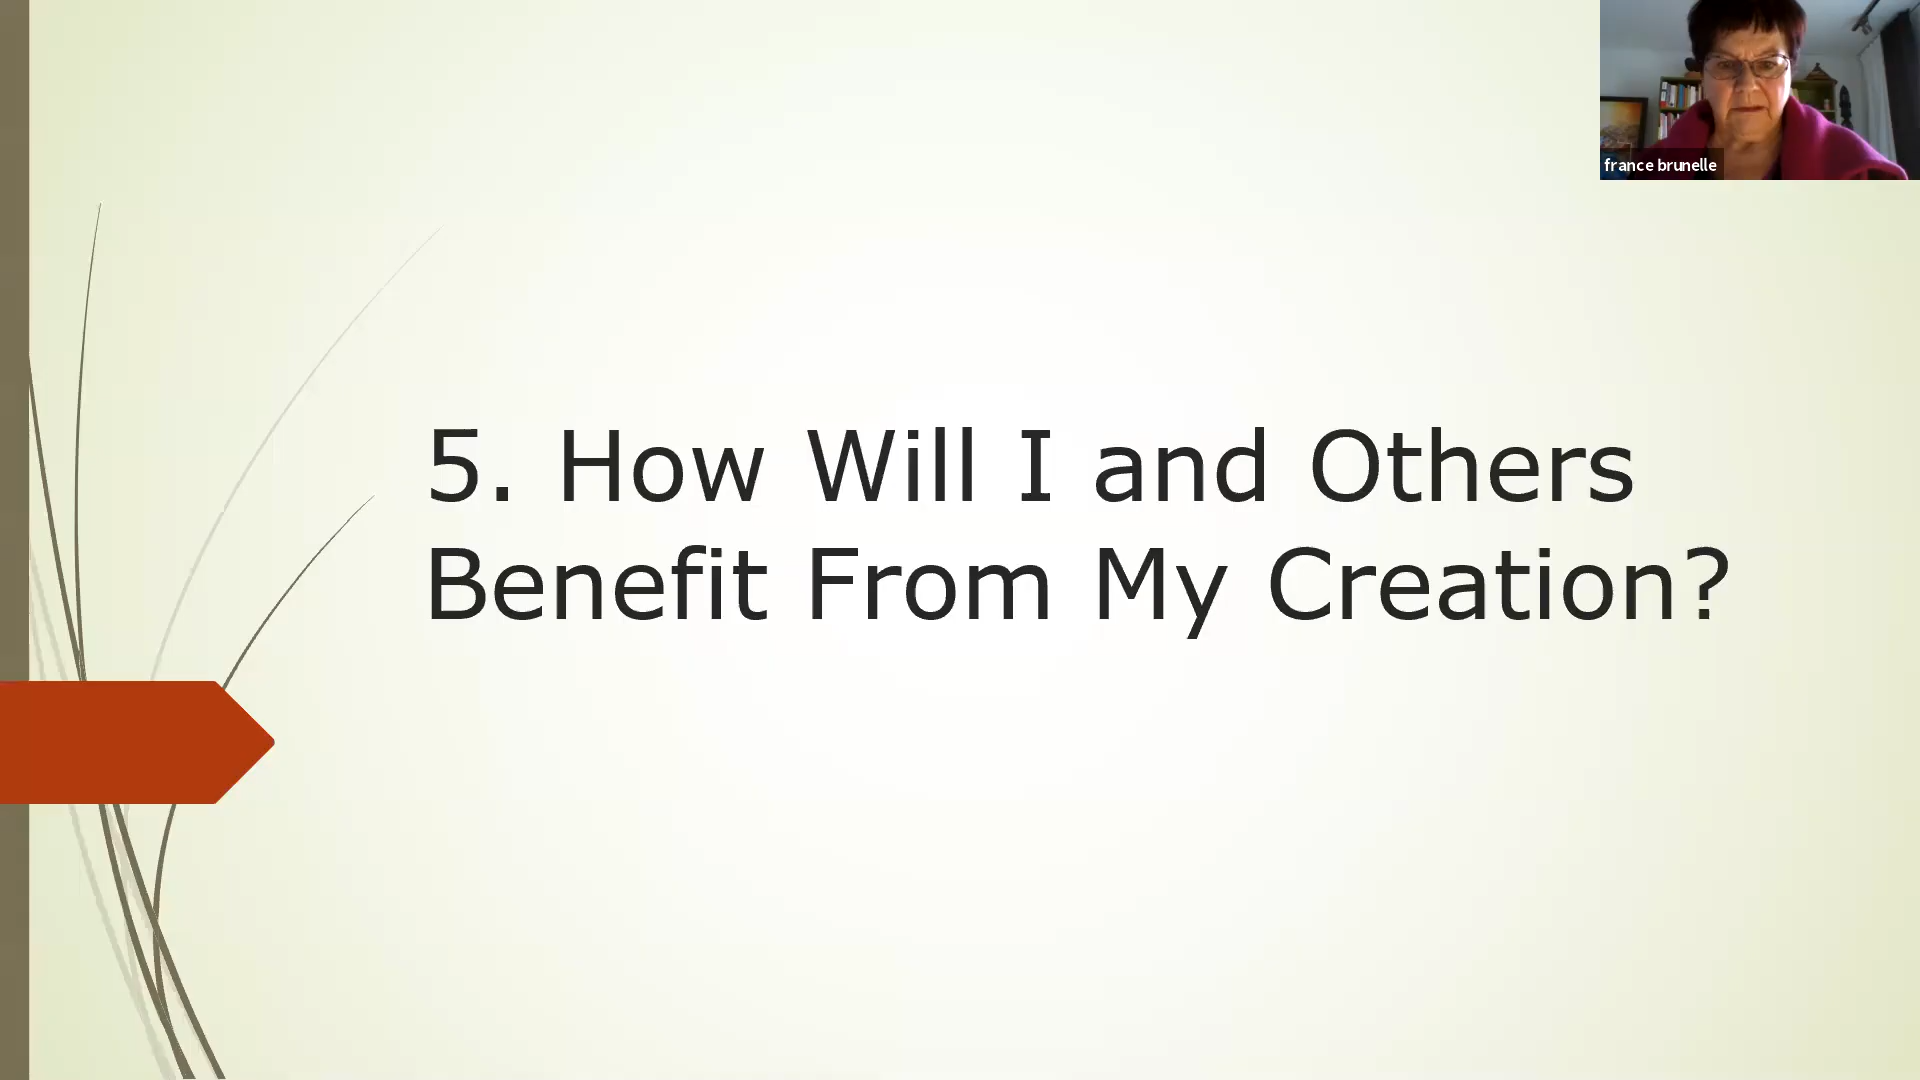 france brunelle
5. How Will I and Others
Benefit From My Creation?